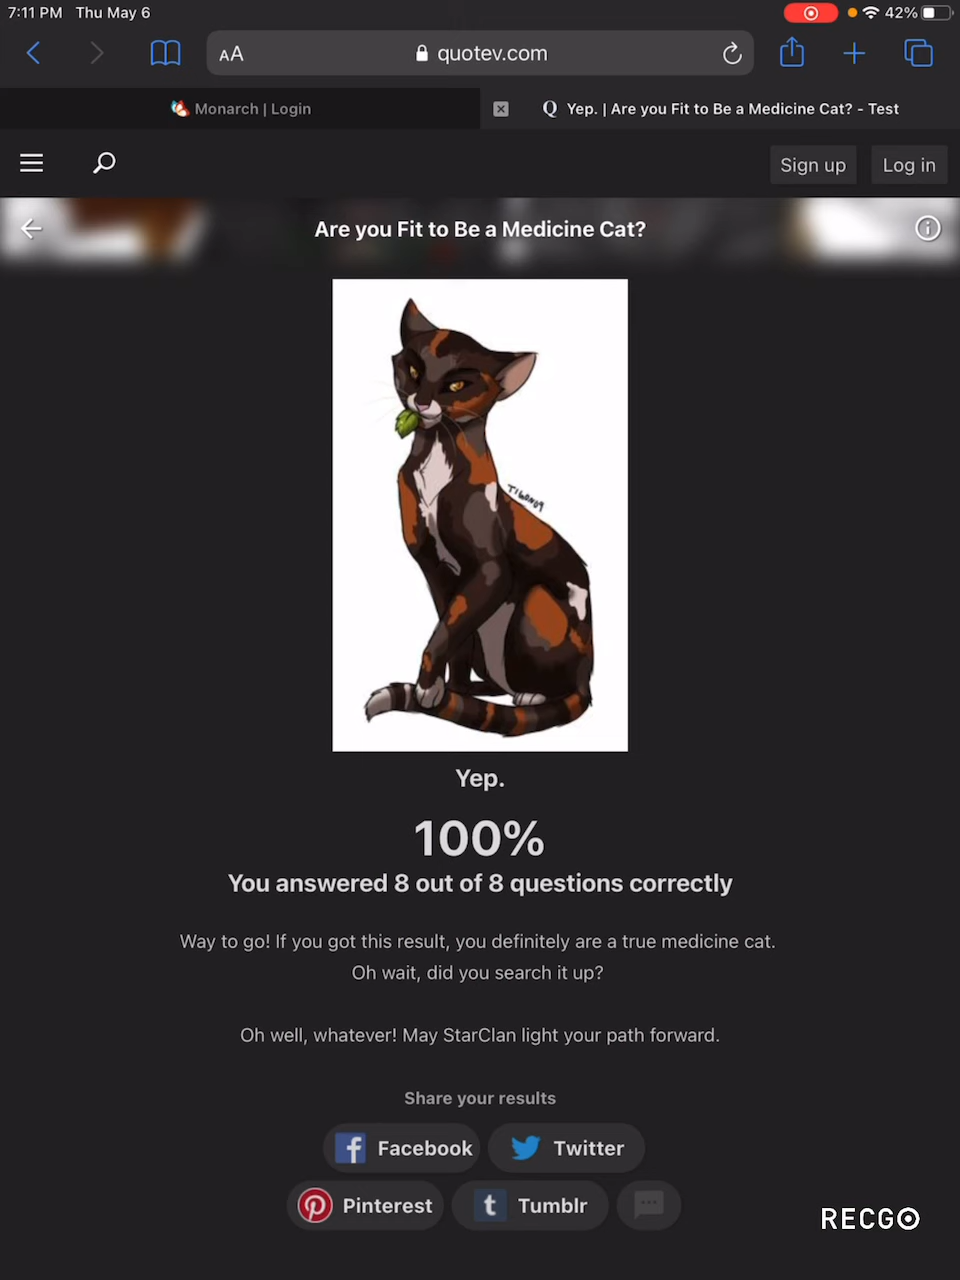 7:11 PM Thu May 6
42%
AA
quotev.com
Monarch | Login
Q Yep. | Are you Fit to Be a Medicine Cat? - Test
Sign up
Log in
Are you Fit to Be a Medicine Cat?
Yep.
100%
You answered 8 out of 8 questions correctly
Way to go! If you got this result, you definitely are a true medicine cat.
Oh wait, did you search it up?
Oh well, whatever! May StarClan light your path forward.
Share your results
Facebook
Twitter
Pinterest
Tumblr
RECGO